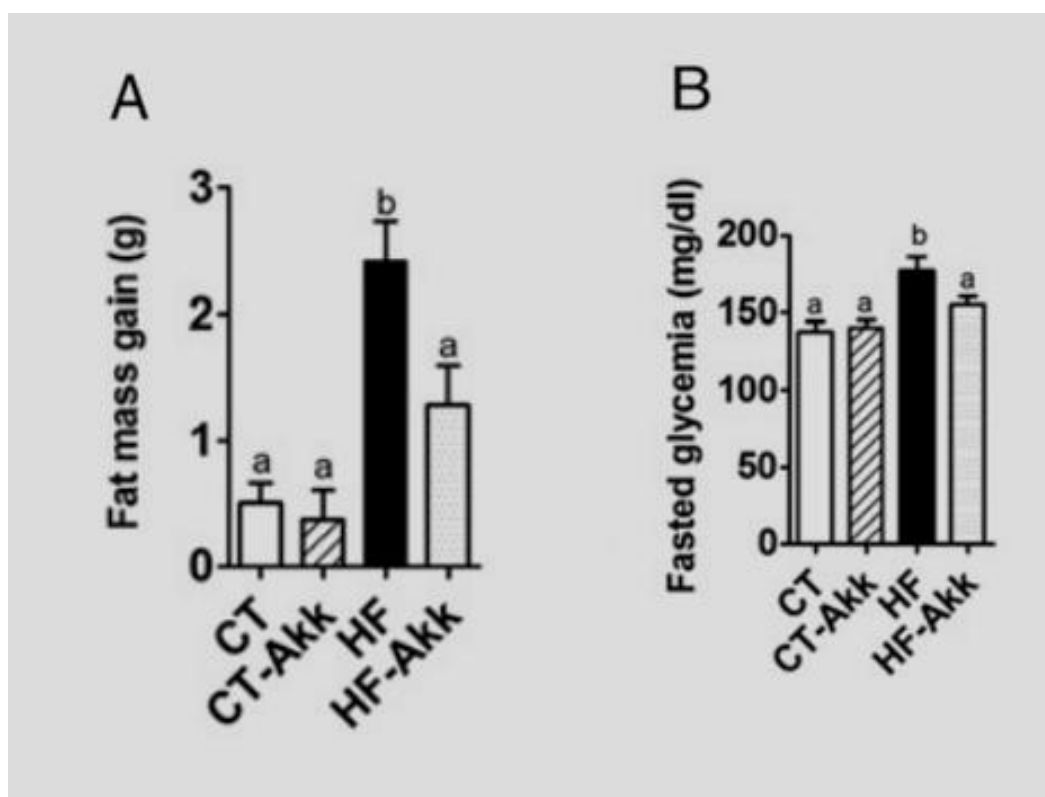 A
Fat mass gain (g)
3
2
1
0
a
a
b
a
CT
CT-Akk
HF
HF-Akk
B
Fasted glycemia (mg/dl)
200
150
100
50
0
a
a
b
a
CT
CT-Akk
HF
HF-Akk